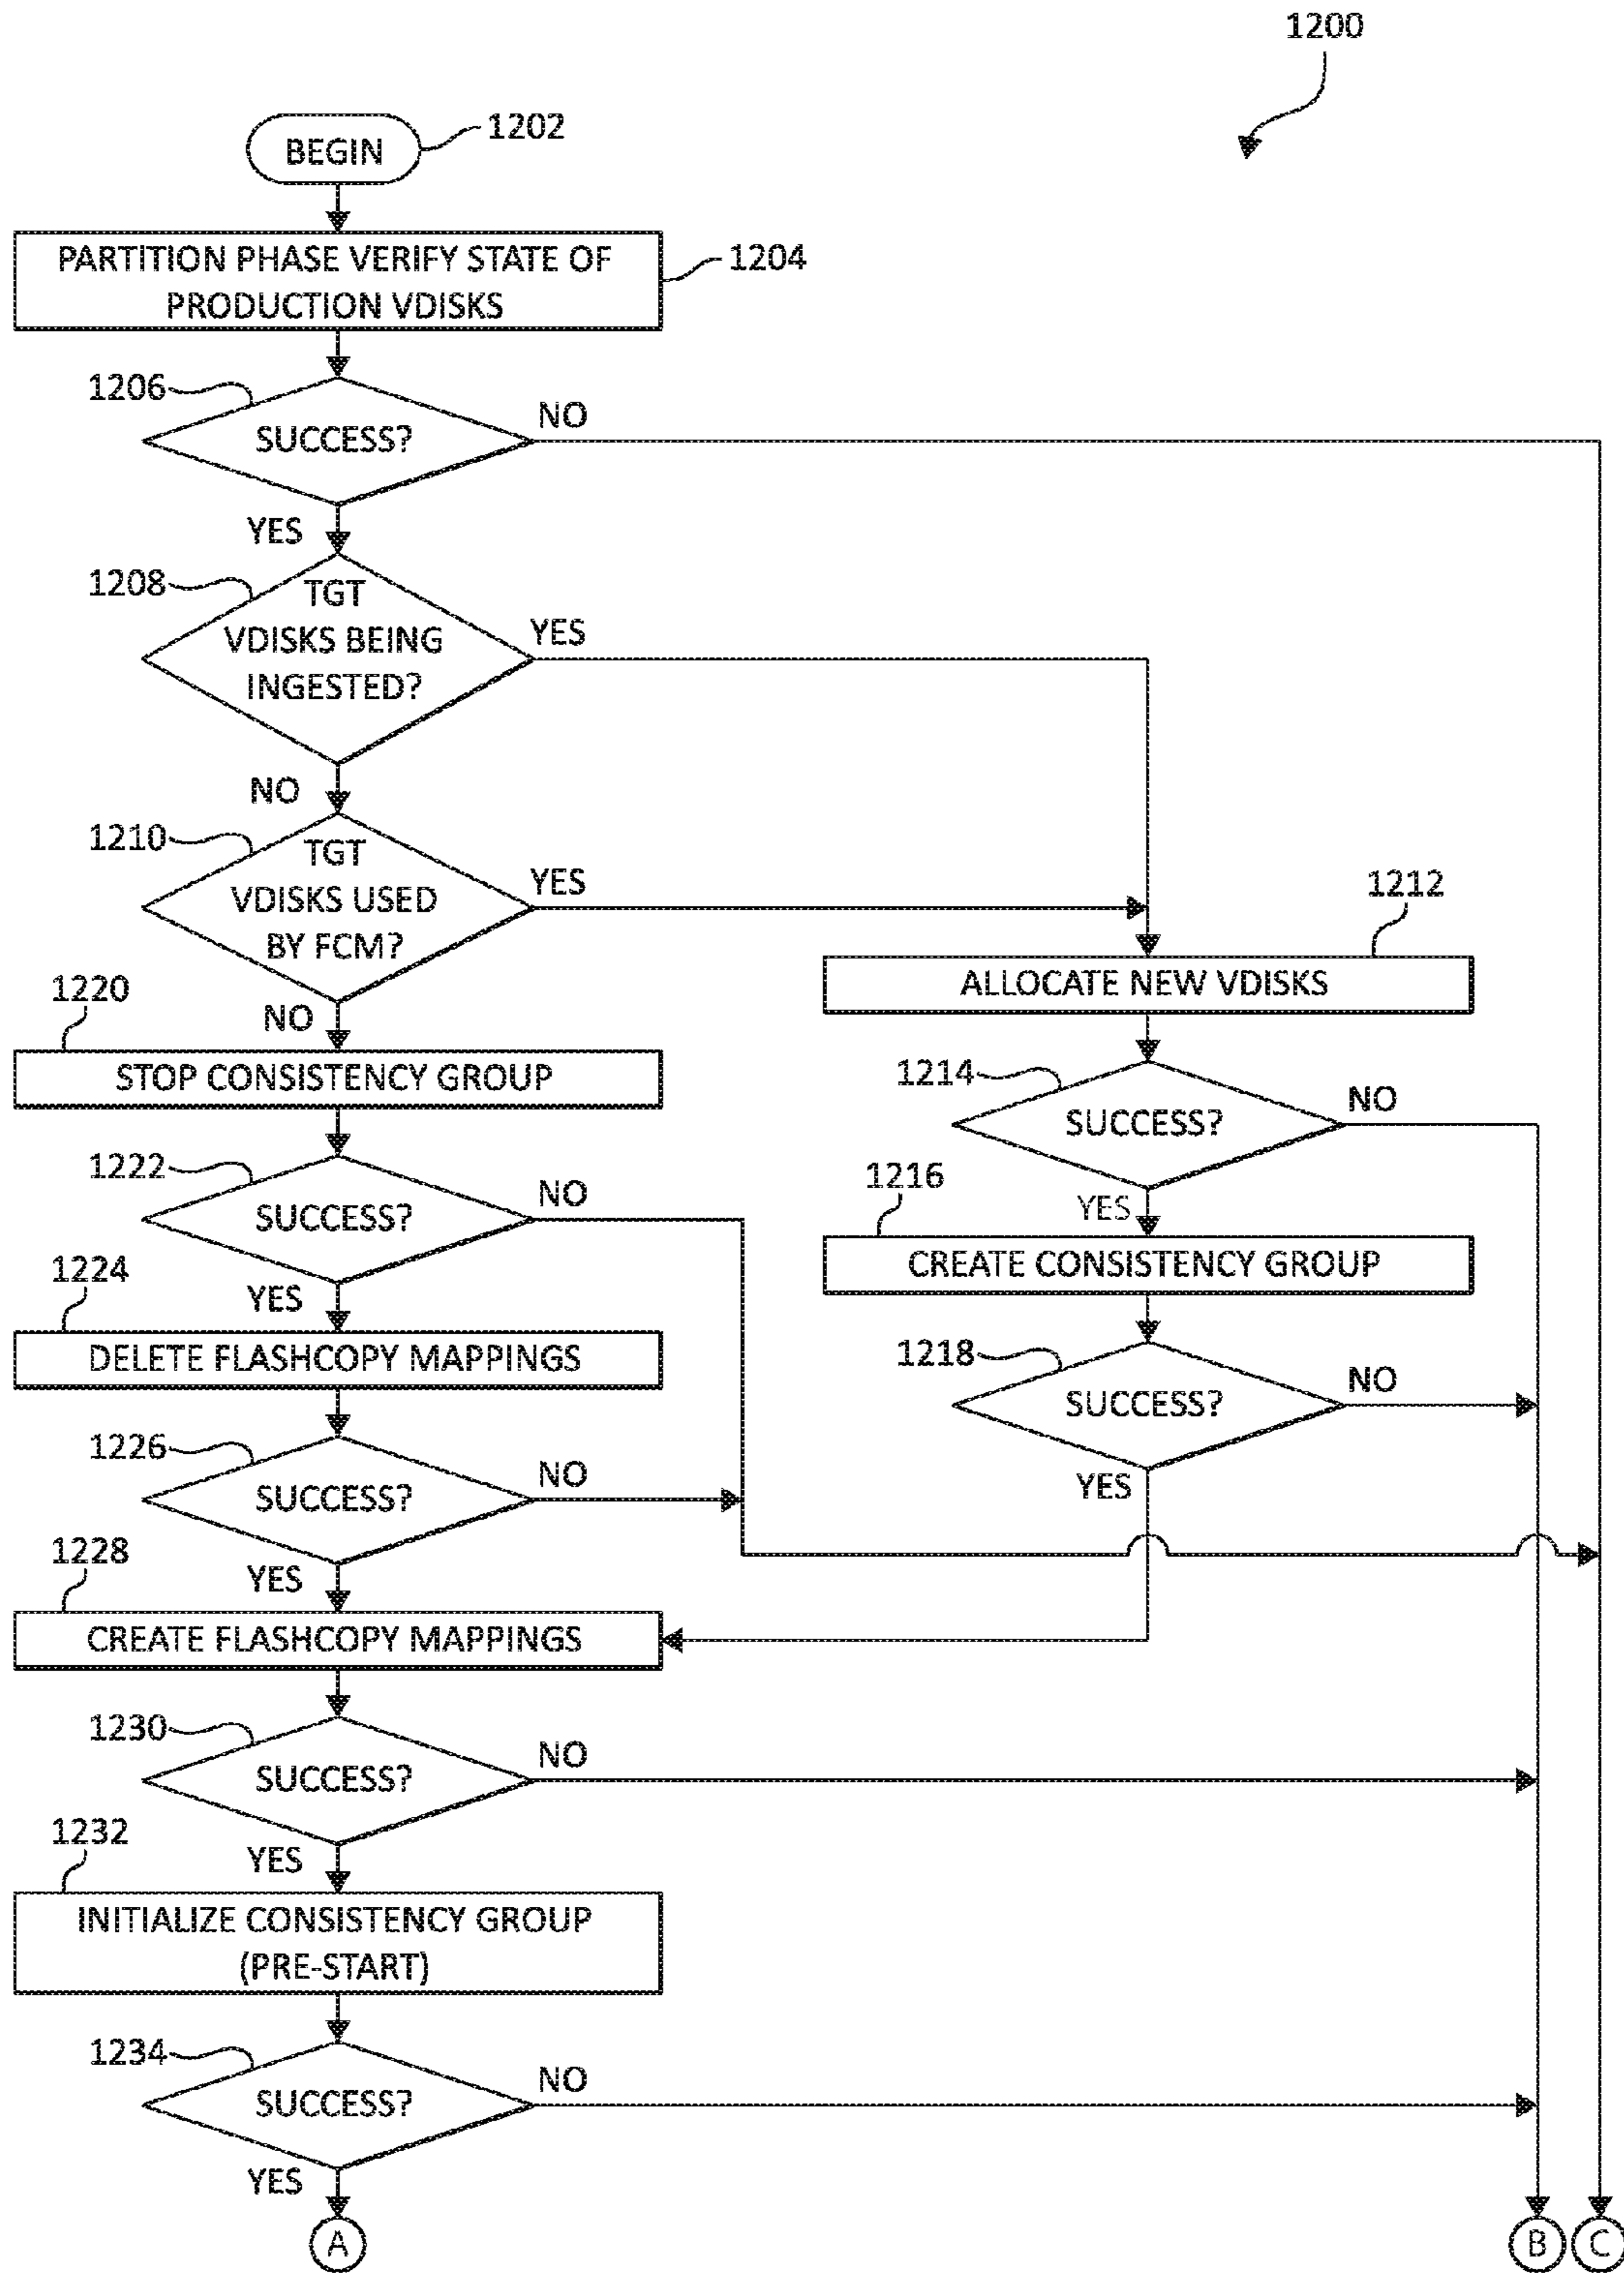 1200
1202
BEGIN
PARTITION PHASE VERIFY STATE OF
PRODUCTION VDISKS
1204
1206
SUCCESS?
NO
YES
1208
TGT
VDISKS BEING
INGESTED?
YES
NO
1210
TGT
VDISKS USED
BY FCM?
YES
NO
1212
ALLOCATE NEW VDISKS
1214
SUCCESS?
NO
YES
1216
CREATE CONSISTENCY GROUP
1218
SUCCESS?
NO
YES
1220
STOP CONSISTENCY GROUP
1222
SUCCESS?
NO
YES
1224
DELETE FLASHCOPY MAPPINGS
1226
SUCCESS?
NO
YES
1228
CREATE FLASHCOPY MAPPINGS
1230
SUCCESS?
NO
YES
1232
INITIALIZE CONSISTENCY GROUP
(PRE-START)
1234
SUCCESS?
NO
YES
A
B
C